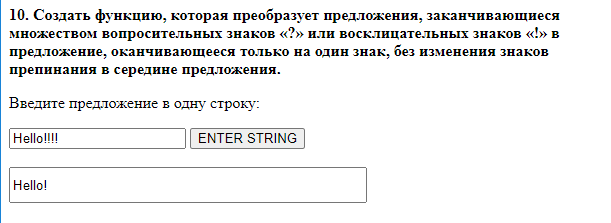 10. Создать функцию, которая преобразует предложения, заканчивающиеся
множеством вопросительных знаков «?» или восклицательных знаков «!» в
предложение, оканчивающееся только на один знак, без изменения знаков
препинания в середине предложения.
Введите предложение в одну строку:
Hello!!!! ENTER STRING
Hello!